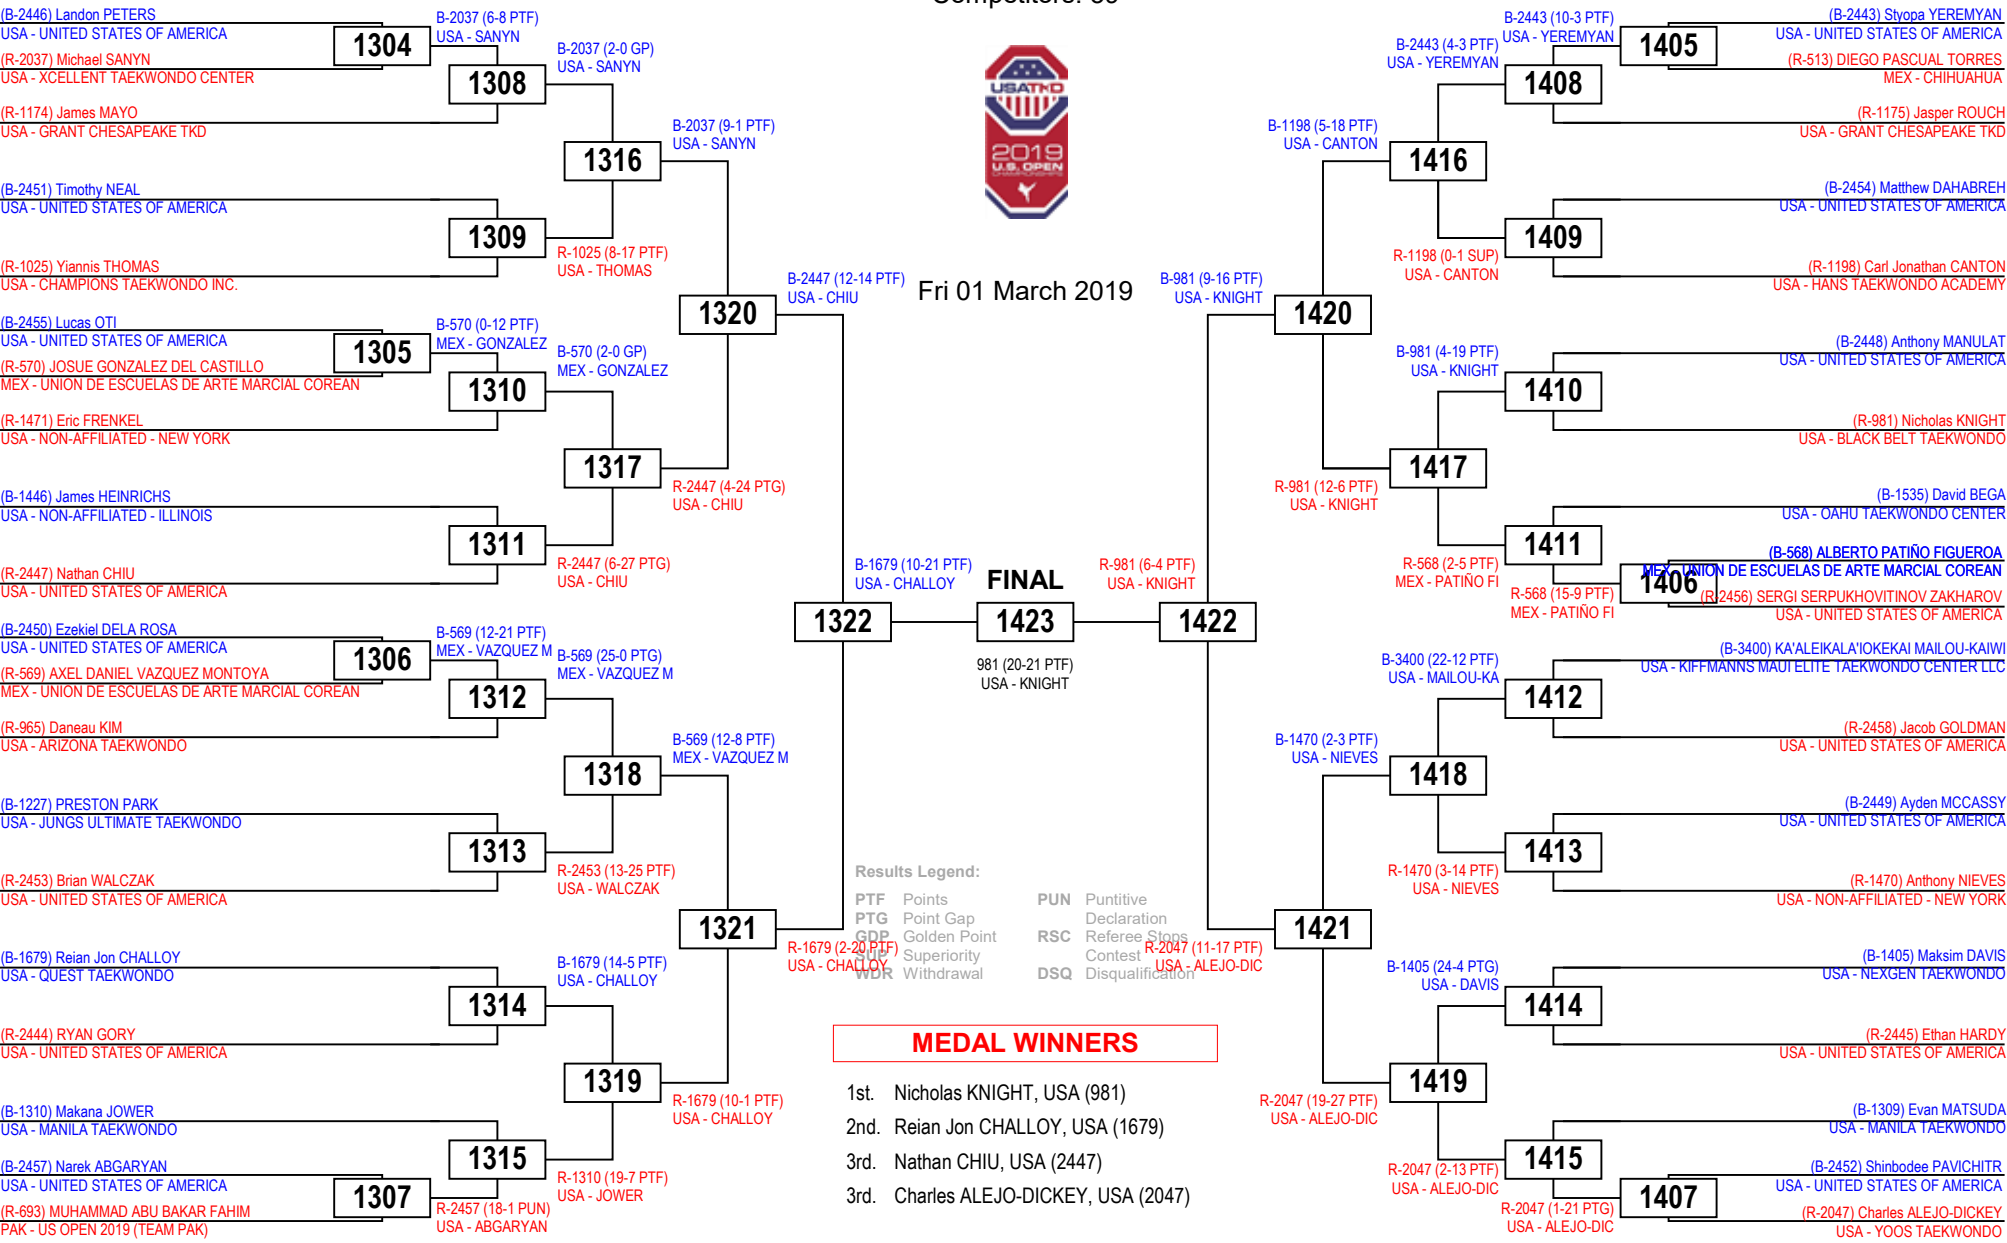 (B-2446) Landon PETERS
USA - UNITED STATES OF AMERICA
1304
(R-2037) Michael SANYN
USA - XCELLENT TAEKWONDO CENTER
B-2037 (6-8 PTF)
USA - SANYN
1308
(R-1174) James MAYO
USA - GRANT CHESAPEAKE TKD
B-2037 (2-0 GP)
USA - SANYN
1316
(B-2451) Timothy NEAL
USA - UNITED STATES OF AMERICA
1309
(R-1025) Yiannis THOMAS
USA - CHAMPIONS TAEKWONDO INC.
R-1025 (8-17 PTF)
USA - THOMAS
B-2037 (9-1 PTF)
USA - SANYN
1320
(B-2455) Lucas OTI
USA - UNITED STATES OF AMERICA
1305
(R-570) JOSUE GONZALEZ DEL CASTILLO
MEX - UNION DE ESCUELAS DE ARTE MARCIAL COREAN
B-570 (0-12 PTF)
MEX - GONZALEZ
1310
(R-1471) Eric FRENKEL
USA - NON-AFFILIATED - NEW YORK
B-570 (2-0 GP)
MEX - GONZALEZ
1317
(B-1446) James HEINRICHS
USA - NON-AFFILIATED - ILLINOIS
1311
(R-2447) Nathan CHIU
USA - UNITED STATES OF AMERICA
R-2447 (6-27 PTG)
USA - CHIU
R-2447 (4-24 PTG)
USA - CHIU
B-2447 (12-14 PTF)
USA - CHIU
1322
(B-2450) Ezekiel DELA ROSA
USA - UNITED STATES OF AMERICA
1306
(R-569) AXEL DANIEL VAZQUEZ MONTOYA
MEX - UNION DE ESCUELAS DE ARTE MARCIAL COREAN
B-569 (12-21 PTF)
MEX - VAZQUEZ M
1312
(R-965) Daneau KIM
USA - ARIZONA TAEKWONDO
B-569 (25-0 PTG)
MEX - VAZQUEZ M
1318
(B-1227) PRESTON PARK
USA - JUNGS ULTIMATE TAEKWONDO
1313
(R-2453) Brian WALCZAK
USA - UNITED STATES OF AMERICA
R-2453 (13-25 PTF)
USA - WALCZAK
B-569 (12-8 PTF)
MEX - VAZQUEZ M
1321
(B-1679) Reian Jon CHALLOY
USA - QUEST TAEKWONDO
1314
(R-2444) RYAN GORY
USA - UNITED STATES OF AMERICA
B-1679 (14-5 PTF)
USA - CHALLOY
1319
(B-1310) Makana JOWER
USA - MANILA TAEKWONDO
1315
(B-2457) Narek ABGARYAN
USA - UNITED STATES OF AMERICA
1307
(R-693) MUHAMMAD ABU BAKAR FAHIM
PAK - US OPEN 2019 (TEAM PAK)
R-2457 (18-1 PUN)
USA - ABGARYAN
R-1310 (19-7 PTF)
USA - JOWER
R-1679 (10-1 PTF)
USA - CHALLOY
R-1679 (2-20 PTF)
USA - CHALLOY
B-1679 (10-21 PTF)
USA - CHALLOY
USATKD
2019
U.S. OPEN
CHAMPIONSHIPS
Fri 01 March 2019
FINAL
1423
981 (20-21 PTF)
USA - KNIGHT
R-981 (6-4 PTF)
USA - KNIGHT
1422
Results Legend:
PTF Points
PTG Point Gap
GDP Golden Point
SUP Superiority
WDR Withdrawal
PUN Puntitive
Declaration
RSC Referee Stops
Contest
DSQ Disqualification
MEDAL WINNERS
1st. Nicholas KNIGHT, USA (981)
2nd. Reian Jon CHALLOY, USA (1679)
3rd. Nathan CHIU, USA (2447)
3rd. Charles ALEJO-DICKEY, USA (2047)
B-981 (9-16 PTF)
USA - KNIGHT
1420
B-1198 (5-18 PTF)
USA - CANTON
1416
B-2443 (4-3 PTF)
USA - YEREMYAN
1408
B-2443 (10-3 PTF)
USA - YEREMYAN
1405
(B-2443) Styopa YEREMYAN
USA - UNITED STATES OF AMERICA
(R-513) DIEGO PASCUAL TORRES
MEX - CHIHUAHUA
(R-1175) Jasper ROUCH
USA - GRANT CHESAPEAKE TKD
(B-2454) Matthew DAHABREH
USA - UNITED STATES OF AMERICA
1409
R-1198 (0-1 SUP)
USA - CANTON
(R-1198) Carl Jonathan CANTON
USA - HANS TAEKWONDO ACADEMY
(B-2448) Anthony MANULAT
USA - UNITED STATES OF AMERICA
1410
B-981 (4-19 PTF)
USA - KNIGHT
(R-981) Nicholas KNIGHT
USA - BLACK BELT TAEKWONDO
1417
R-981 (12-6 PTF)
USA - KNIGHT
(B-1535) David BEGA
USA - OAHU TAEKWONDO CENTER
1411
R-568 (2-5 PTF)
MEX - PATIÑO FI
(B-568) ALBERTO PATIÑO FIGUEROA
MEX - UNION DE ESCUELAS DE ARTE MARCIAL COREAN
1406
R-568 (15-9 PTF)
MEX - PATIÑO FI
(R-2456) SERGI SERPUKHOVITINOV ZAKHAROV
USA - UNITED STATES OF AMERICA
(B-3400) KA'ALEIKALA'IOKEKAI MAILOU-KAIWI
USA - KIFFMANNS MAUI ELITE TAEKWONDO CENTER LLC
B-3400 (22-12 PTF)
USA - MAILOU-KA
1412
(R-2458) Jacob GOLDMAN
USA - UNITED STATES OF AMERICA
B-1470 (2-3 PTF)
USA - NIEVES
1418
(B-2449) Ayden MCCASSY
USA - UNITED STATES OF AMERICA
1413
R-1470 (3-14 PTF)
USA - NIEVES
(R-1470) Anthony NIEVES
USA - NON-AFFILIATED - NEW YORK
1421
R-2047 (11-17 PTF)
USA - ALEJO-DIC
(B-1405) Maksim DAVIS
USA - NEXGEN TAEKWONDO
B-1405 (24-4 PTG)
USA - DAVIS
1414
(R-2445) Ethan HARDY
USA - UNITED STATES OF AMERICA
1419
R-2047 (19-27 PTF)
USA - ALEJO-DIC
(B-1309) Evan MATSUDA
USA - MANILA TAEKWONDO
1415
R-2047 (2-13 PTF)
USA - ALEJO-DIC
(B-2452) Shinbodee PAVICHITR
USA - UNITED STATES OF AMERICA
1407
R-2047 (1-21 PTG)
USA - ALEJO-DIC
(R-2047) Charles ALEJO-DICKEY
USA - YOOS TAEKWONDO